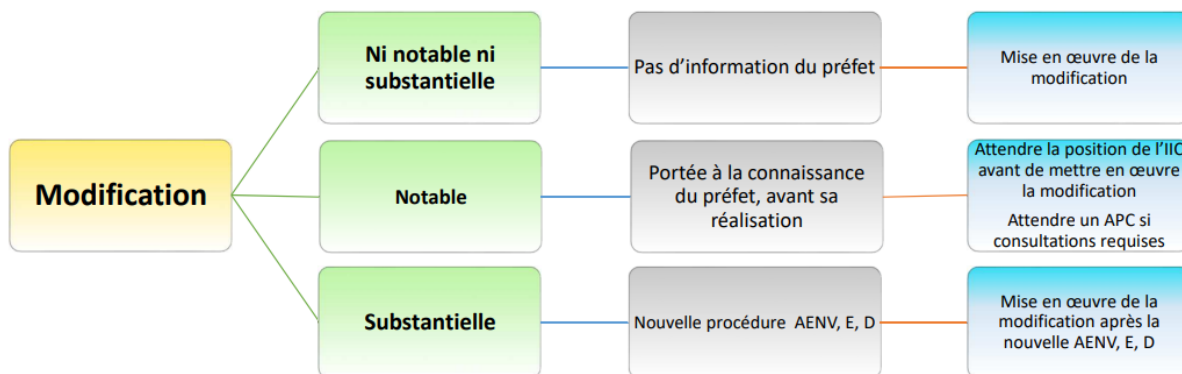 Modification
Ni notable ni
substantielle
Pas d’information du préfet
Mise en œuvre de la
modification
Notable
Portée à la connaissance
du préfet, avant sa
réalisation
Attendre la position de l’IIC
avant de mettre en œuvre
la modification
Attendre un APC si
consultations requises
Substantielle
Nouvelle procédure AENV, E, D
Mise en œuvre de la
modification après la
nouvelle AENV, E, D